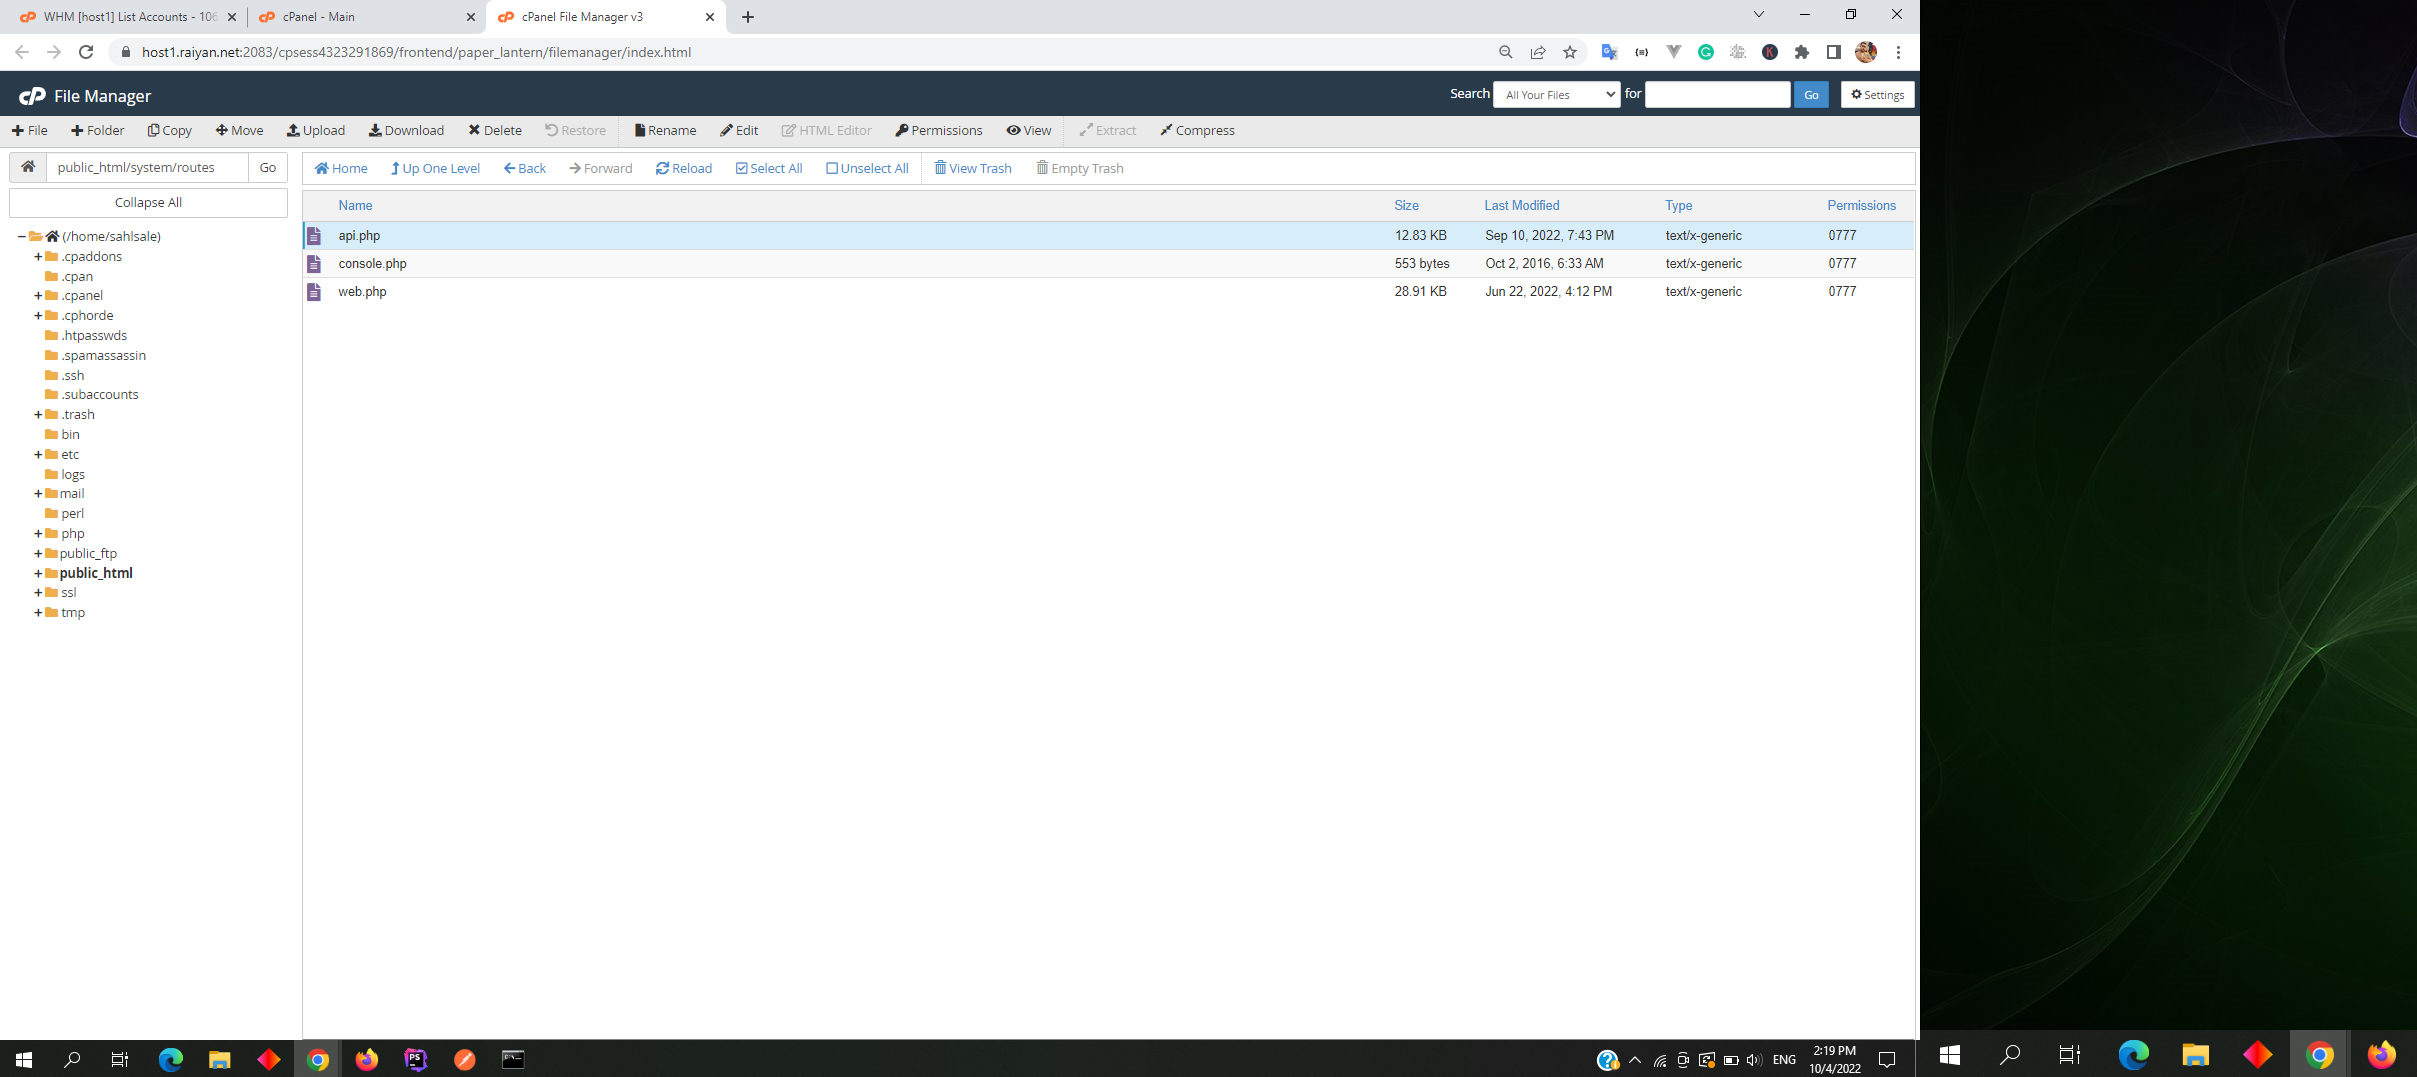 WHM [host1] List Accounts - 106
cPanel - Main
cPanel File Manager v3
host1.raiyan.net:2083/cpsess4323291869/frontend/paper_lantern/filemanager/index.html
cP File Manager
Search All Your Files for Go Settings
File Folder Copy Move Upload Download Delete Restore Rename Edit HTML Editor Permissions View Extract Compress
public_html/system/routes Go
Home Up One Level Back Forward Reload Select All Unselect All View Trash Empty Trash
Collapse All
(/home/sahlsale)
.cpaddons
.cpan
.cpanel
.cphorde
.htpasswds
.spamassassin
.ssh
.subaccounts
.trash
bin
etc
logs
mail
perl
php
public_ftp
public_html
ssl
tmp
Name Size Last Modified Type Permissions
api.php 12.83 KB Sep 10, 2022, 7:43 PM text/x-generic 0777
console.php 553 bytes Oct 2, 2016, 6:33 AM text/x-generic 0777
web.php 28.91 KB Jun 22, 2022, 4:12 PM text/x-generic 0777
PS
ENG
2:19 PM
10/4/2022